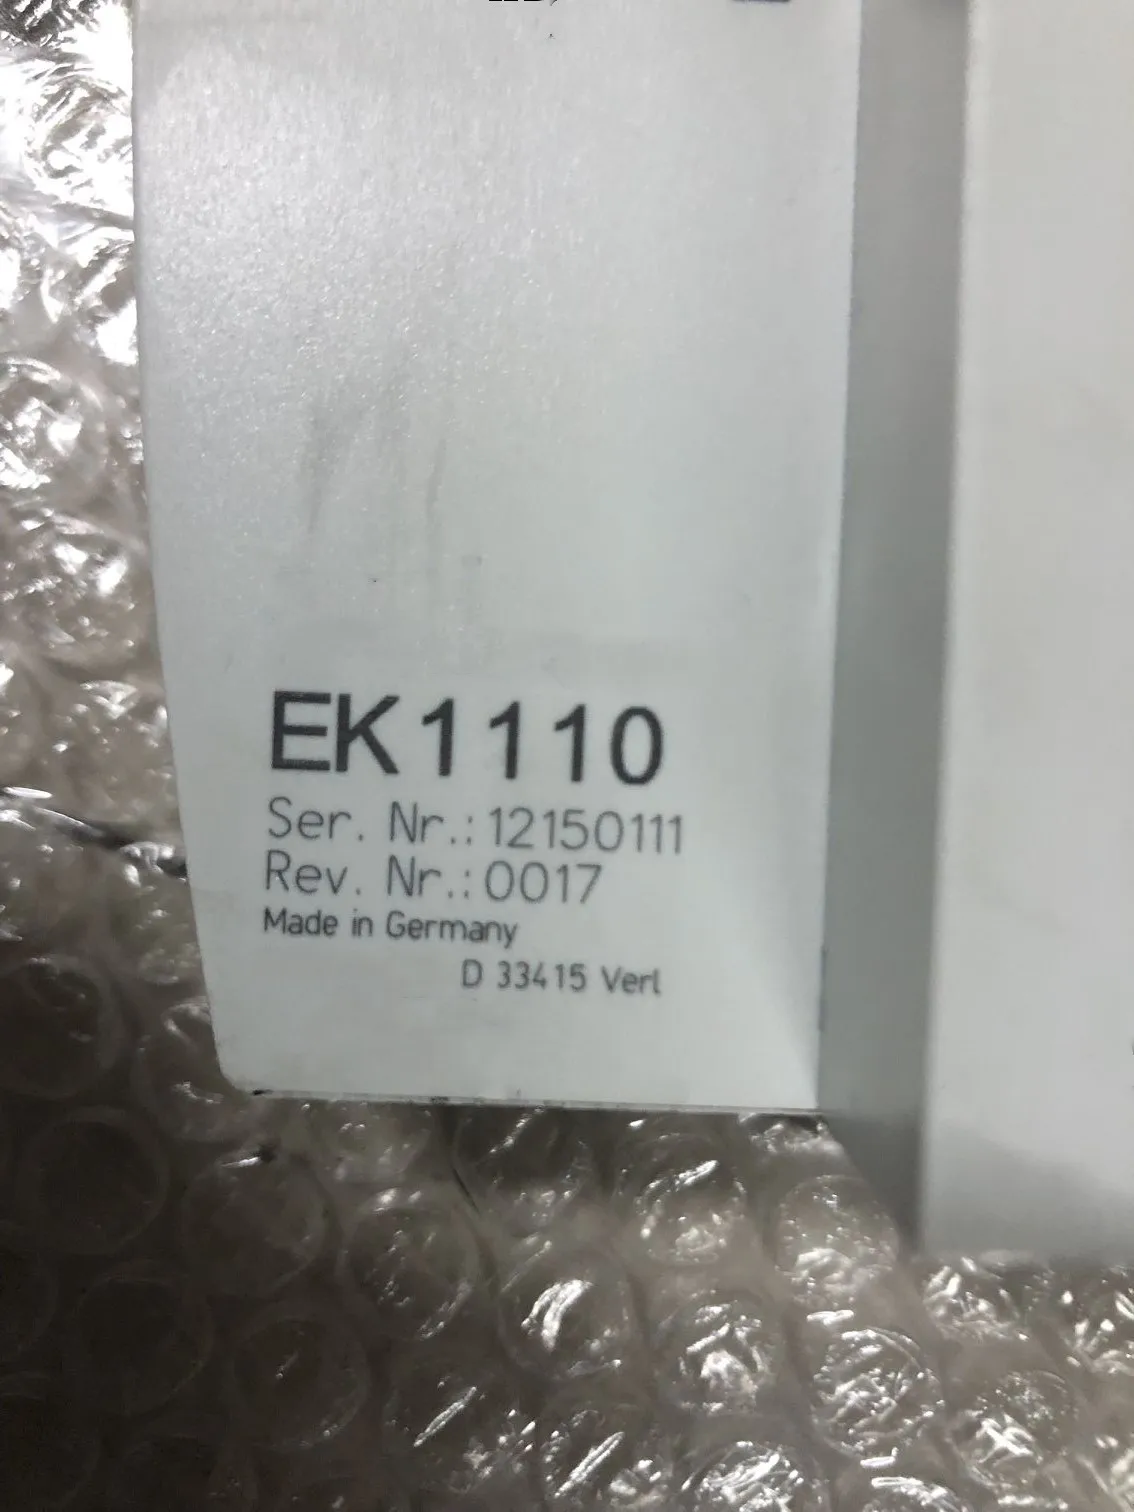 EK1110
Ser. Nr.: 12150111
Rev. Nr.: 0017
Made in Germany
D 33415 Verl